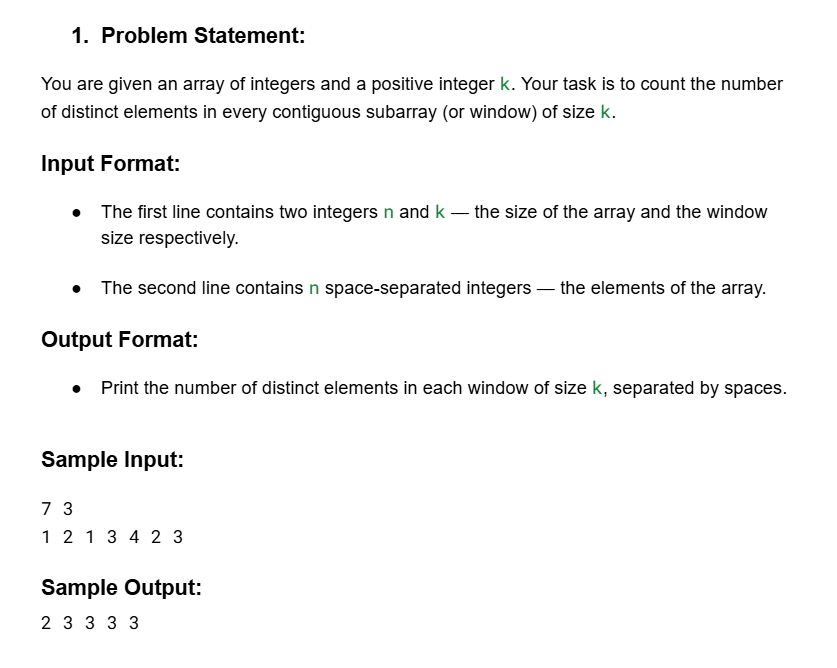 1. Problem Statement:
You are given an array of integers and a positive integer k. Your task is to count the number
of distinct elements in every contiguous subarray (or window) of size k.
Input Format:
● The first line contains two integers n and k — the size of the array and the window
size respectively.
● The second line contains n space-separated integers — the elements of the array.
Output Format:
● Print the number of distinct elements in each window of size k, separated by spaces.
Sample Input:
7 3
1 2 1 3 4 2 3
Sample Output:
2 3 3 3 3